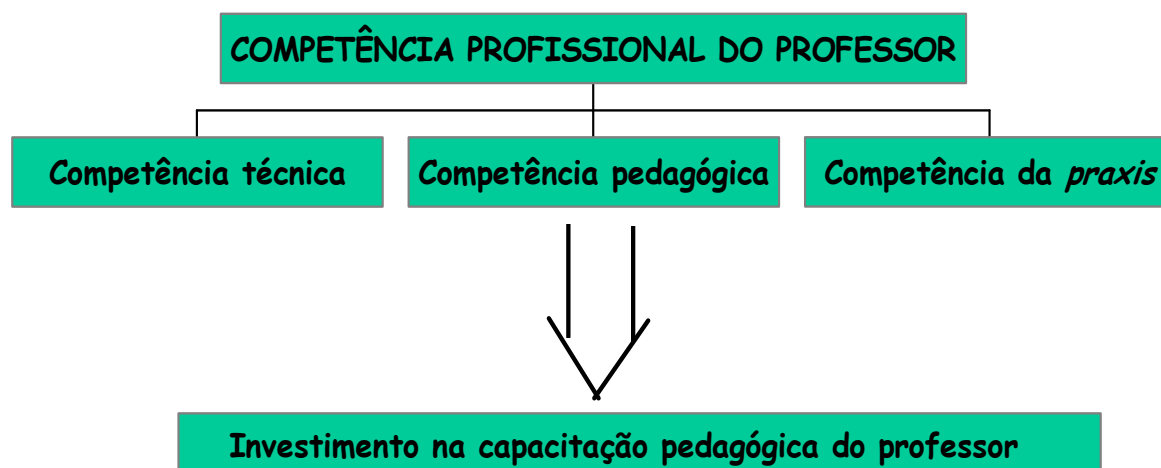 COMPETÊNCIA PROFISSIONAL DO PROFESSOR
Competência técnica
Competência pedagógica
Competência da praxis
Investimento na capacitação pedagógica do professor